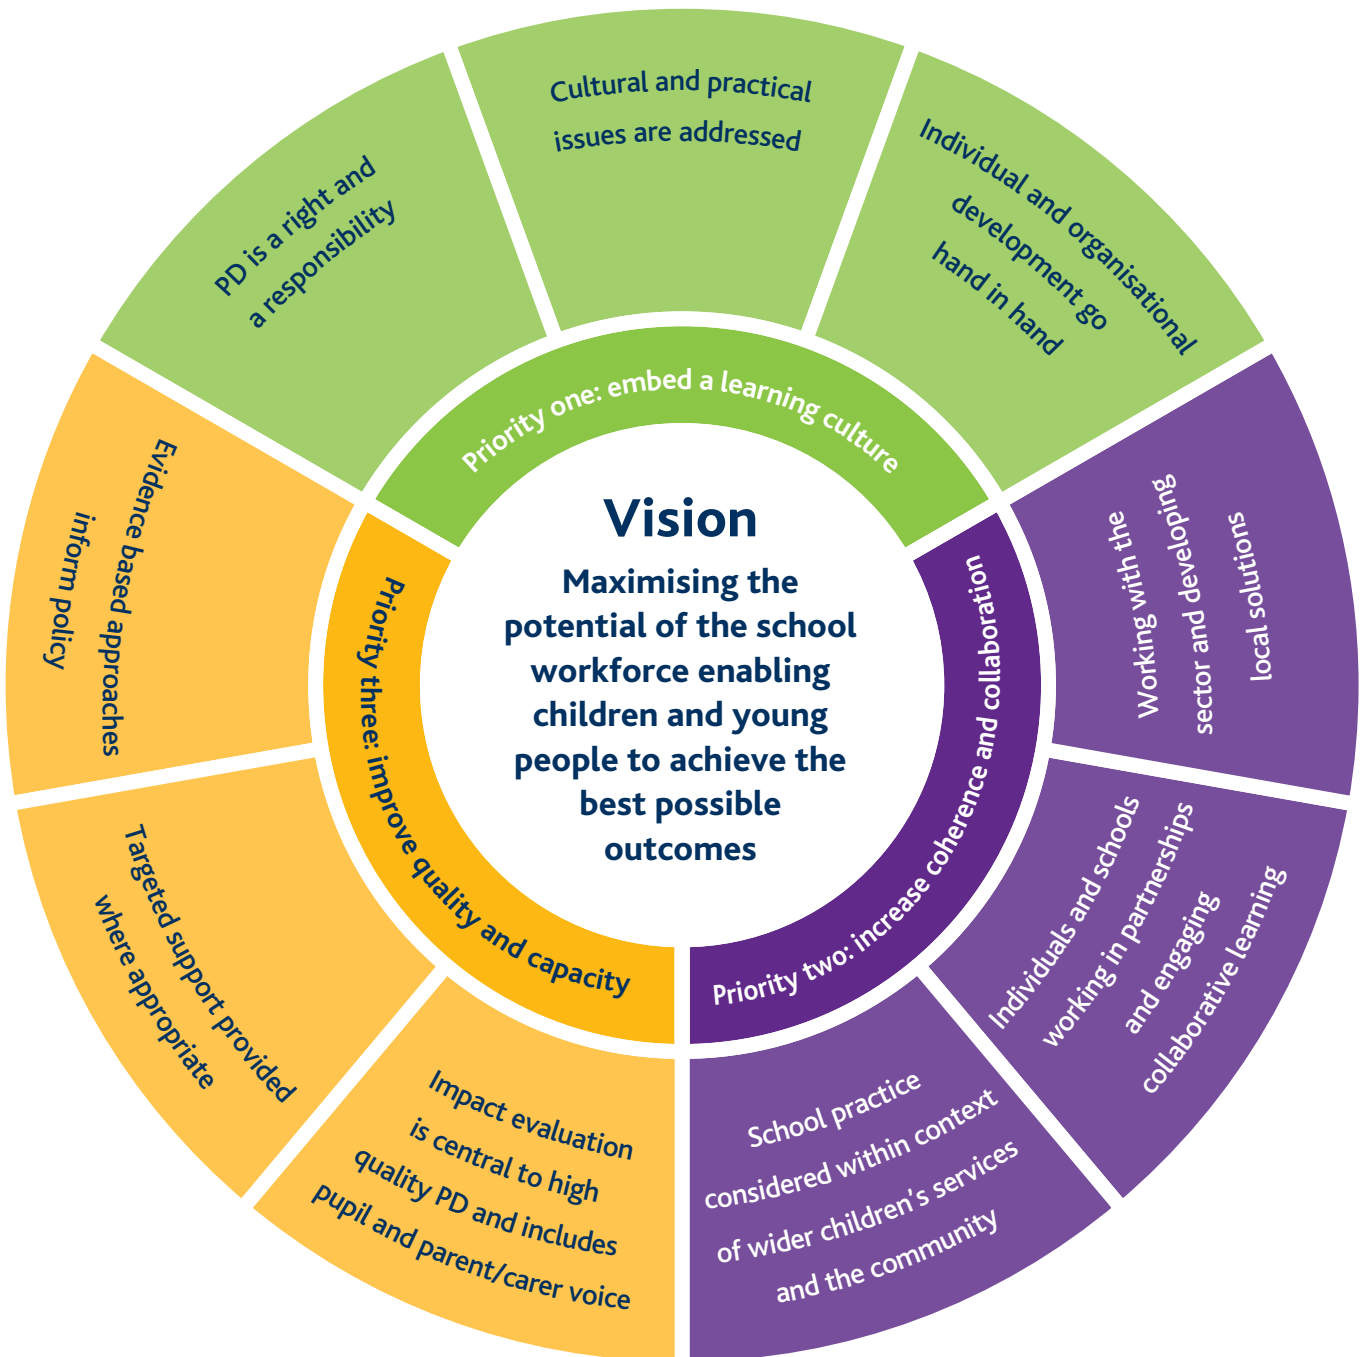 Vision
Maximising the
potential of the school
workforce enabling
children and young
people to achieve the
best possible
outcomes
Priority one: embed a learning culture
PD is a right and
a responsibility
Cultural and practical
issues are addressed
Individual and organisational
development go
hand in hand
Priority two: increase coherence and collaboration
Working with the
sector and developing
local solutions
Individuals and schools
working in partnerships
and engaging
collaborative learning
School practice
considered within context
of wider children’s services
and the community
Priority three: improve quality and capacity
Impact evaluation
is central to high
quality PD and includes
pupil and parent/carer voice
Targeted support provided
where appropriate
Evidence based approaches
inform policy